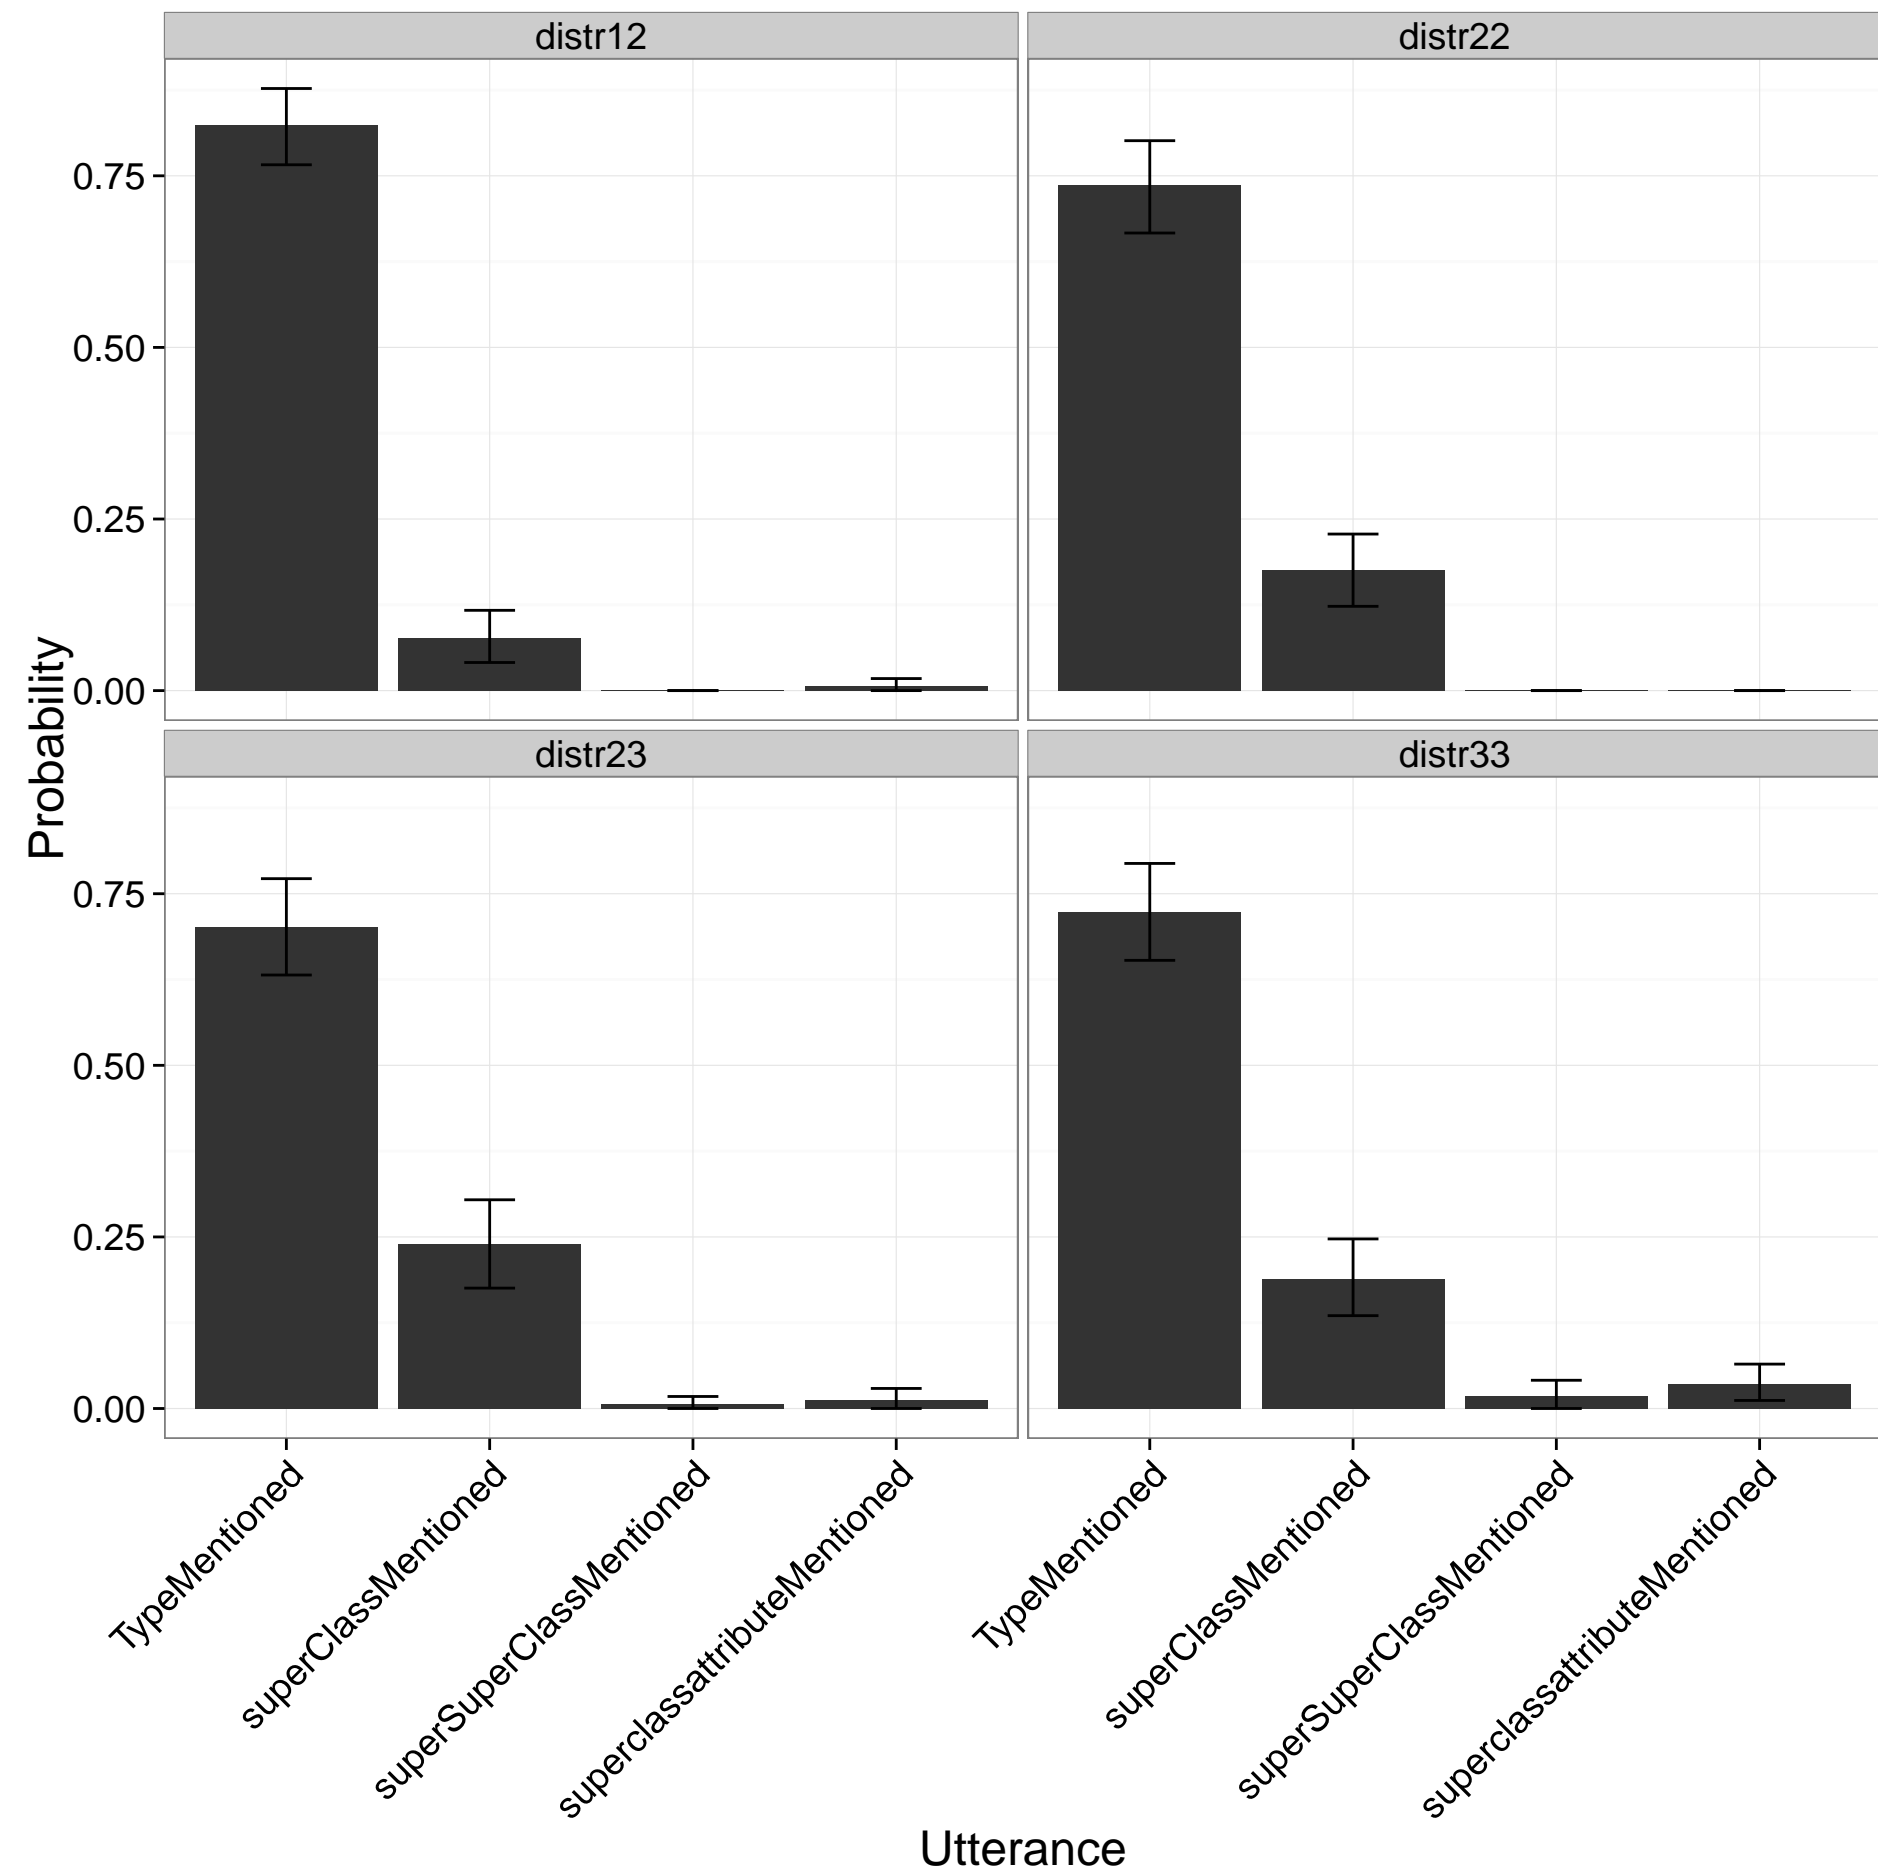 distr12
distr22
0.75
0.50
0.25
0.00
distr23
distr33
0.75
0.50
0.25
0.00
Probability
TypeMentioned
superClassMentioned
superSuperClassMentioned
superclassattributeMentioned
TypeMentioned
superClassMentioned
superSuperClassMentioned
superclassattributeMentioned
Utterance